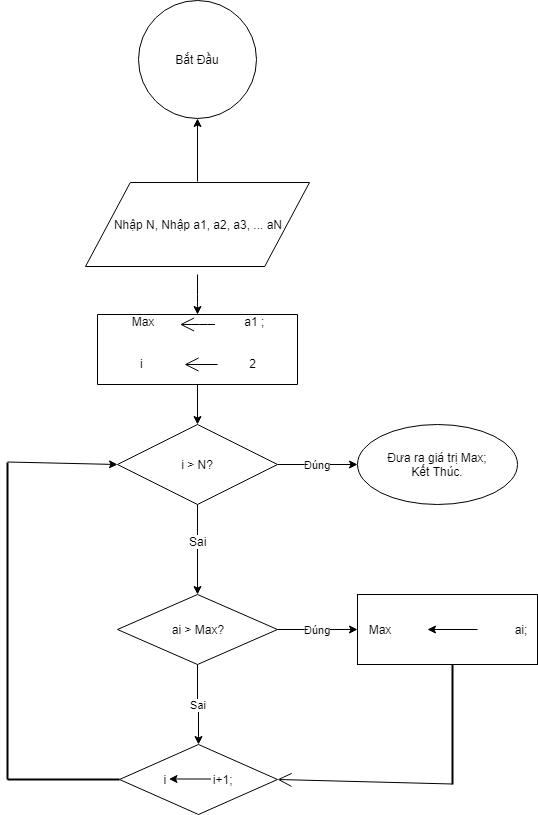 Bắt Đầu
Nhập N, Nhập a1, a2, a3, ... aN
Max a1 ;
i 2
i > N?
Đúng
Đưa ra giá trị Max;
Kết Thúc.
Sai
ai > Max?
Đúng
Max ai;
Sai
i i+1;